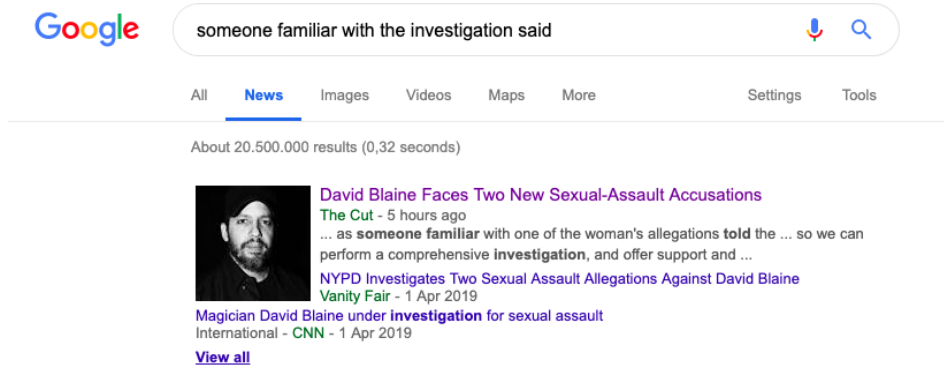 Google
someone familiar with the investigation said
All News Images Videos Maps More Settings Tools
About 20.500.000 results (0,32 seconds)
David Blaine Faces Two New Sexual-Assault Accusations
The Cut - 5 hours ago
... as someone familiar with one of the woman's allegations told the ... so we can
perform a comprehensive investigation, and offer support and ...
NYPD Investigates Two Sexual Assault Allegations Against David Blaine
Vanity Fair - 1 Apr 2019
Magician David Blaine under investigation for sexual assault
International - CNN - 1 Apr 2019
View all